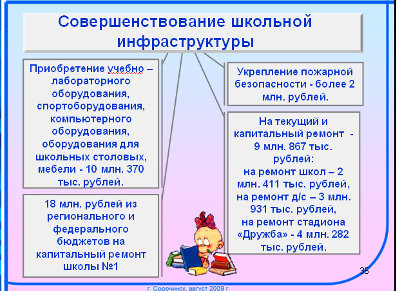 Совершенствование школьной
инфраструктуры
Приобретение учебно –
лабораторного
оборудования,
спортоборудования,
компьютерного
оборудования,
оборудования для
школьных столовых,
мебели - 10 млн. 370
тыс. рублей.
18 млн. рублей из
регионального и
федерального
бюджетов на
капитальный ремонт
школы №1
Укрепление пожарной
безопасности - более 2
млн. рублей.
На текущий и
капитальный ремонт -
9 млн. 867 тыс.
рублей:
на ремонт школ – 2
млн. 411 тыс. рублей,
на ремонт д/с – 3 млн.
931 тыс. рублей,
на ремонт стадиона
«Дружба» - 4 млн. 282
тыс. рублей.
35
г. Сорочинск, август 2009 г.